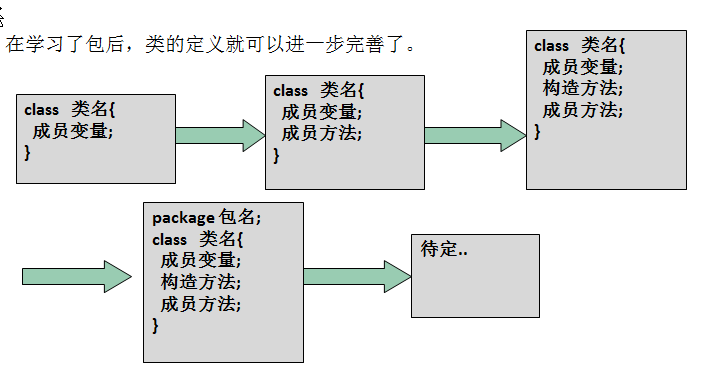 在学习了包后，类的定义就可以进一步完善了。
class 类名{
成员变量;
}
class 类名{
成员变量;
成员方法;
}
class 类名{
成员变量;
构造方法;
成员方法;
}
package 包名;
class 类名{
成员变量;
构造方法;
成员方法;
}
待定..